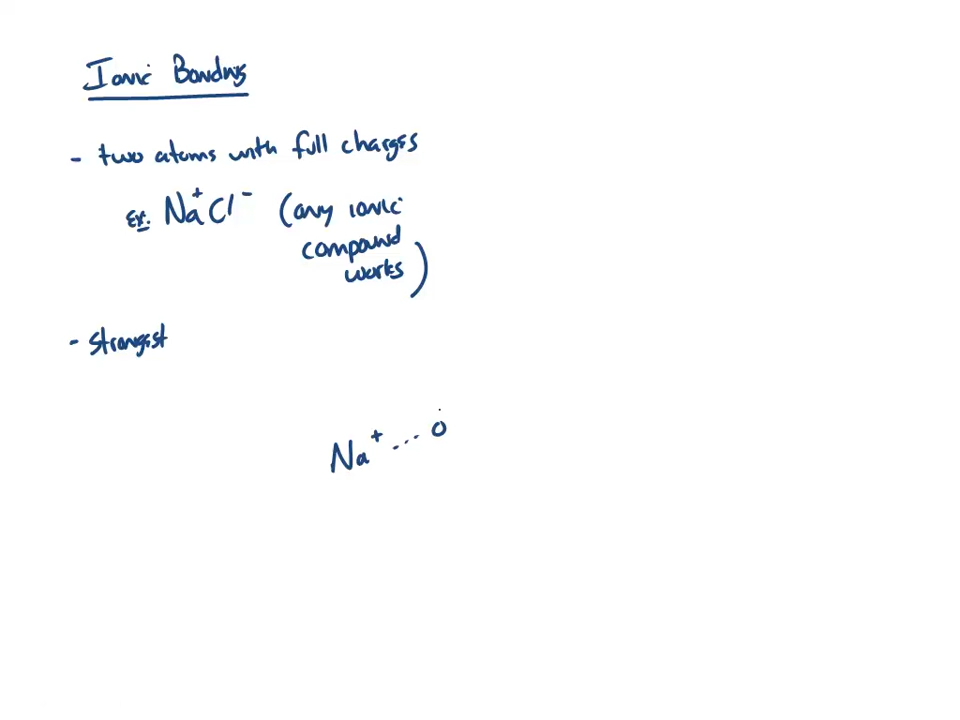 Ionic Bonding
- two atoms with full charges
Ex. Na⁺Cl⁻ (any ionic
compound
works)
- Strongest
Na⁺ ... O